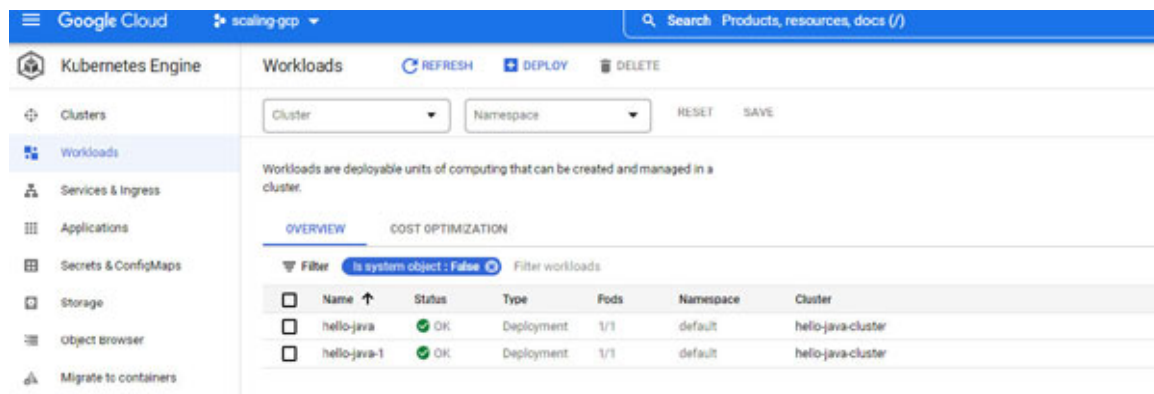 Google Cloud scaling-gcp Search Products, resources, docs (/)
Kubernetes Engine
Workloads REFRESH DEPLOY DELETE
Clusters
Workloads
Services & Ingress
Applications
Secrets & ConfigMaps
Storage
Object Browser
Migrate to containers
Cluster Namespace RESET SAVE
Workloads are deployable units of computing that can be created and managed in a
cluster.
OVERVIEW COST OPTIMIZATION
Filter Is system object : False Filter workloads
Name Status Type Pods Namespace Cluster
hello-java OK Deployment 1/1 default hello-java-cluster
hello-java-1 OK Deployment 1/1 default hello-java-cluster